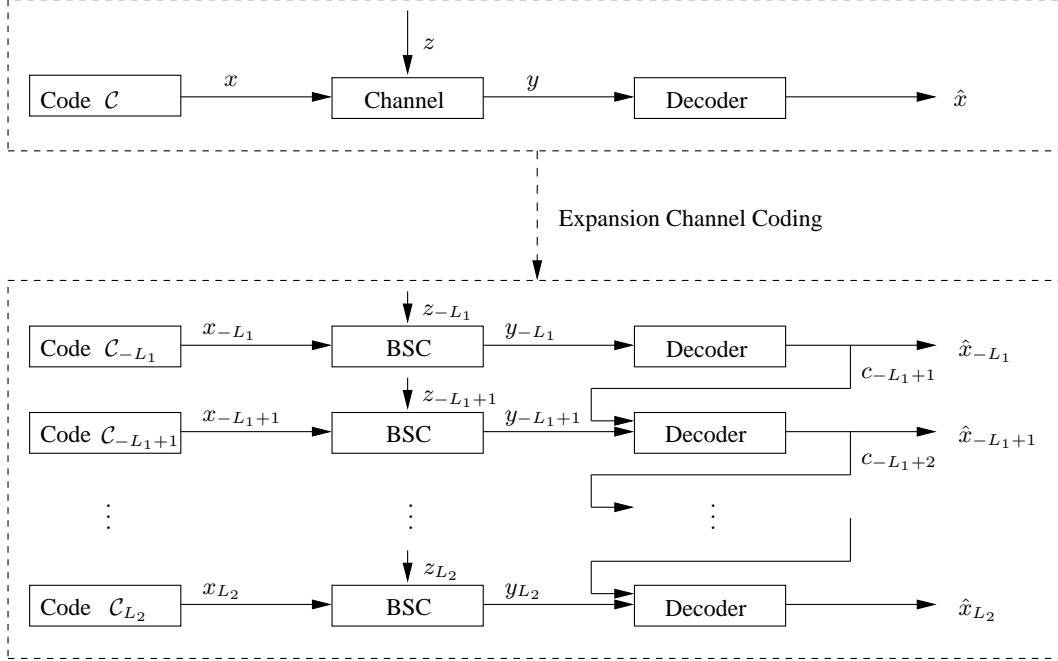 z
x y
Code 𝒞 Channel Decoder x̂
Expansion Channel Coding
z_{-L_1}
x_{-L_1} y_{-L_1}
Code 𝒞_{-L_1} BSC Decoder x̂_{-L_1}
c_{-L_1+1}
z_{-L_1+1}
x_{-L_1+1} y_{-L_1+1}
Code 𝒞_{-L_1+1} BSC Decoder x̂_{-L_1+1}
c_{-L_1+2}
⋮ ⋮ ⋮
z_{L_2}
x_{L_2} y_{L_2}
Code 𝒞_{L_2} BSC Decoder x̂_{L_2}